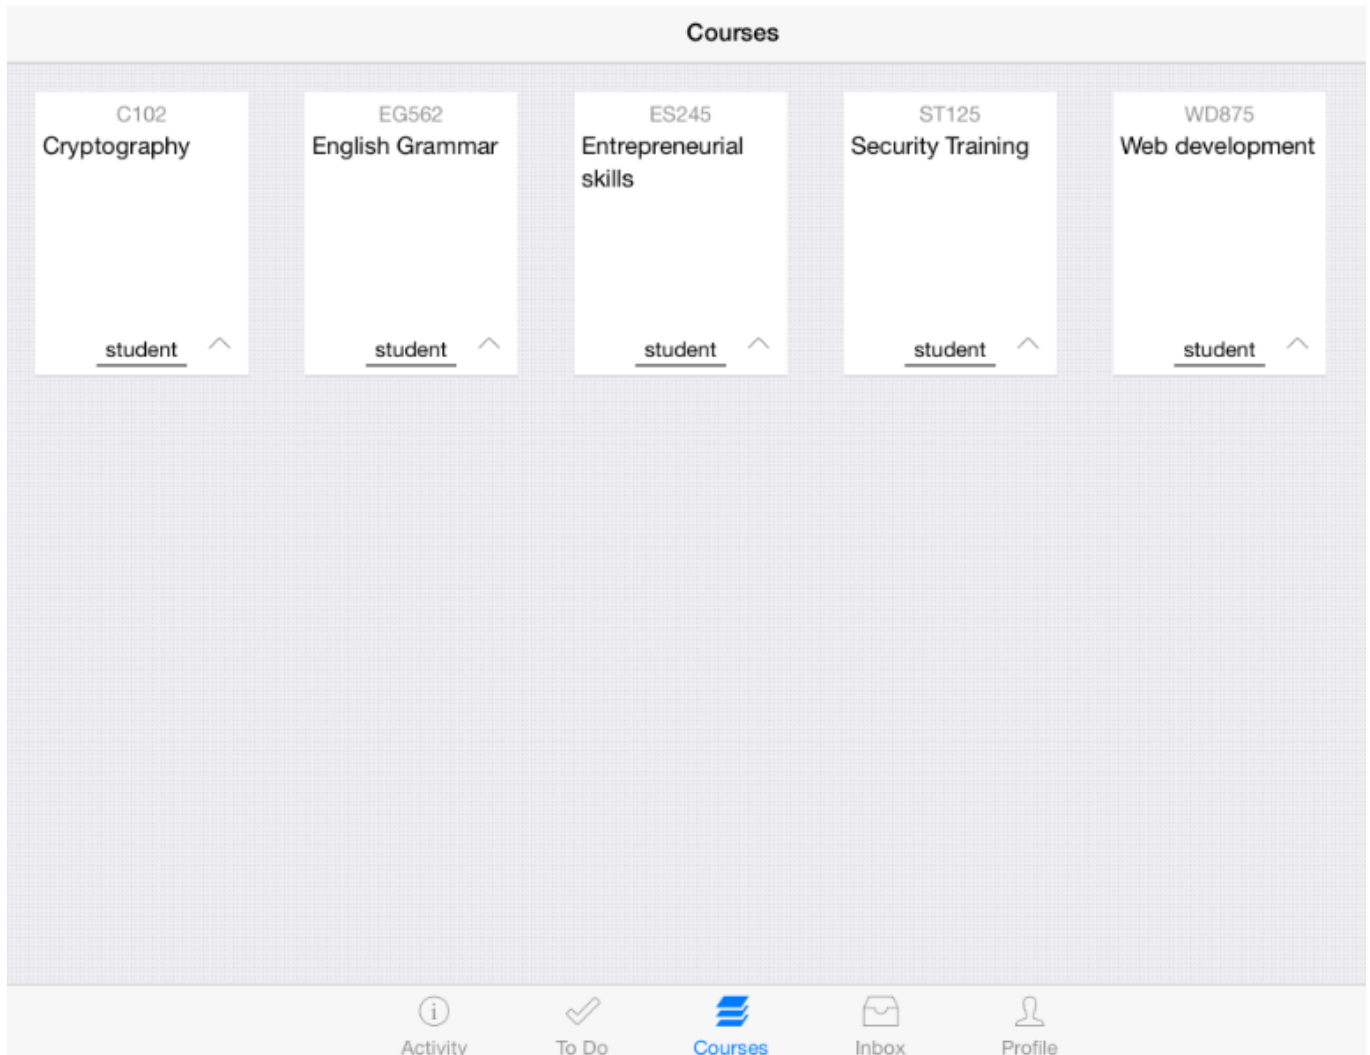 Courses
C102
Cryptography
student
EG562
English Grammar
student
ES245
Entrepreneurial
skills
student
ST125
Security Training
student
WD875
Web development
student
Activity
To Do
Courses
Inbox
Profile